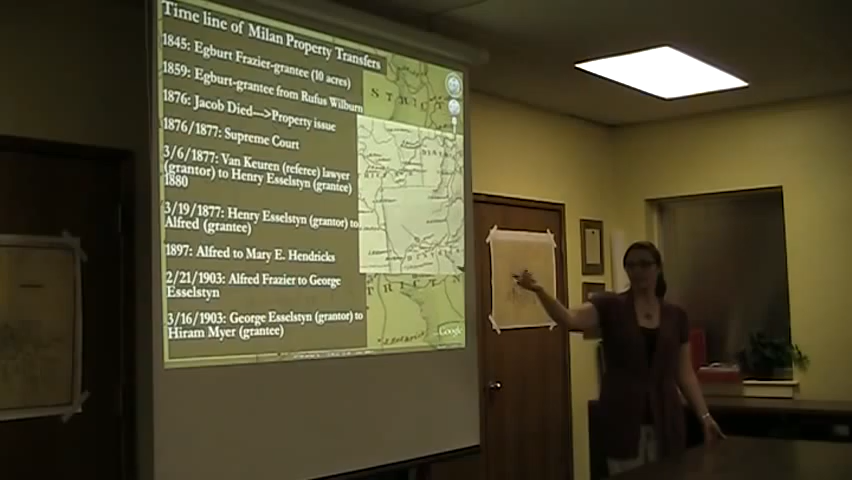 Time line of Milan Property Transfers
1845: Egburt Frazier-grantee (10 acres)
1859: Egburt-grantee from Rufus Wilburn
1876: Jacob Died--->Property issue
1876/1877: Supreme Court
3/6/1877: Van Keuren (referee) lawyer
(grantor) to Henry Esselstyn (grantee)
1880
3/19/1877: Henry Esselstyn (grantor) to
Alfred (grantee)
1897: Alfred to Mary E. Hendricks
2/21/1903: Alfred Frazier to George
Esselstyn
3/16/1903: George Esselstyn (grantor) to
Hiram Myer (grantee)
STRICT
Google